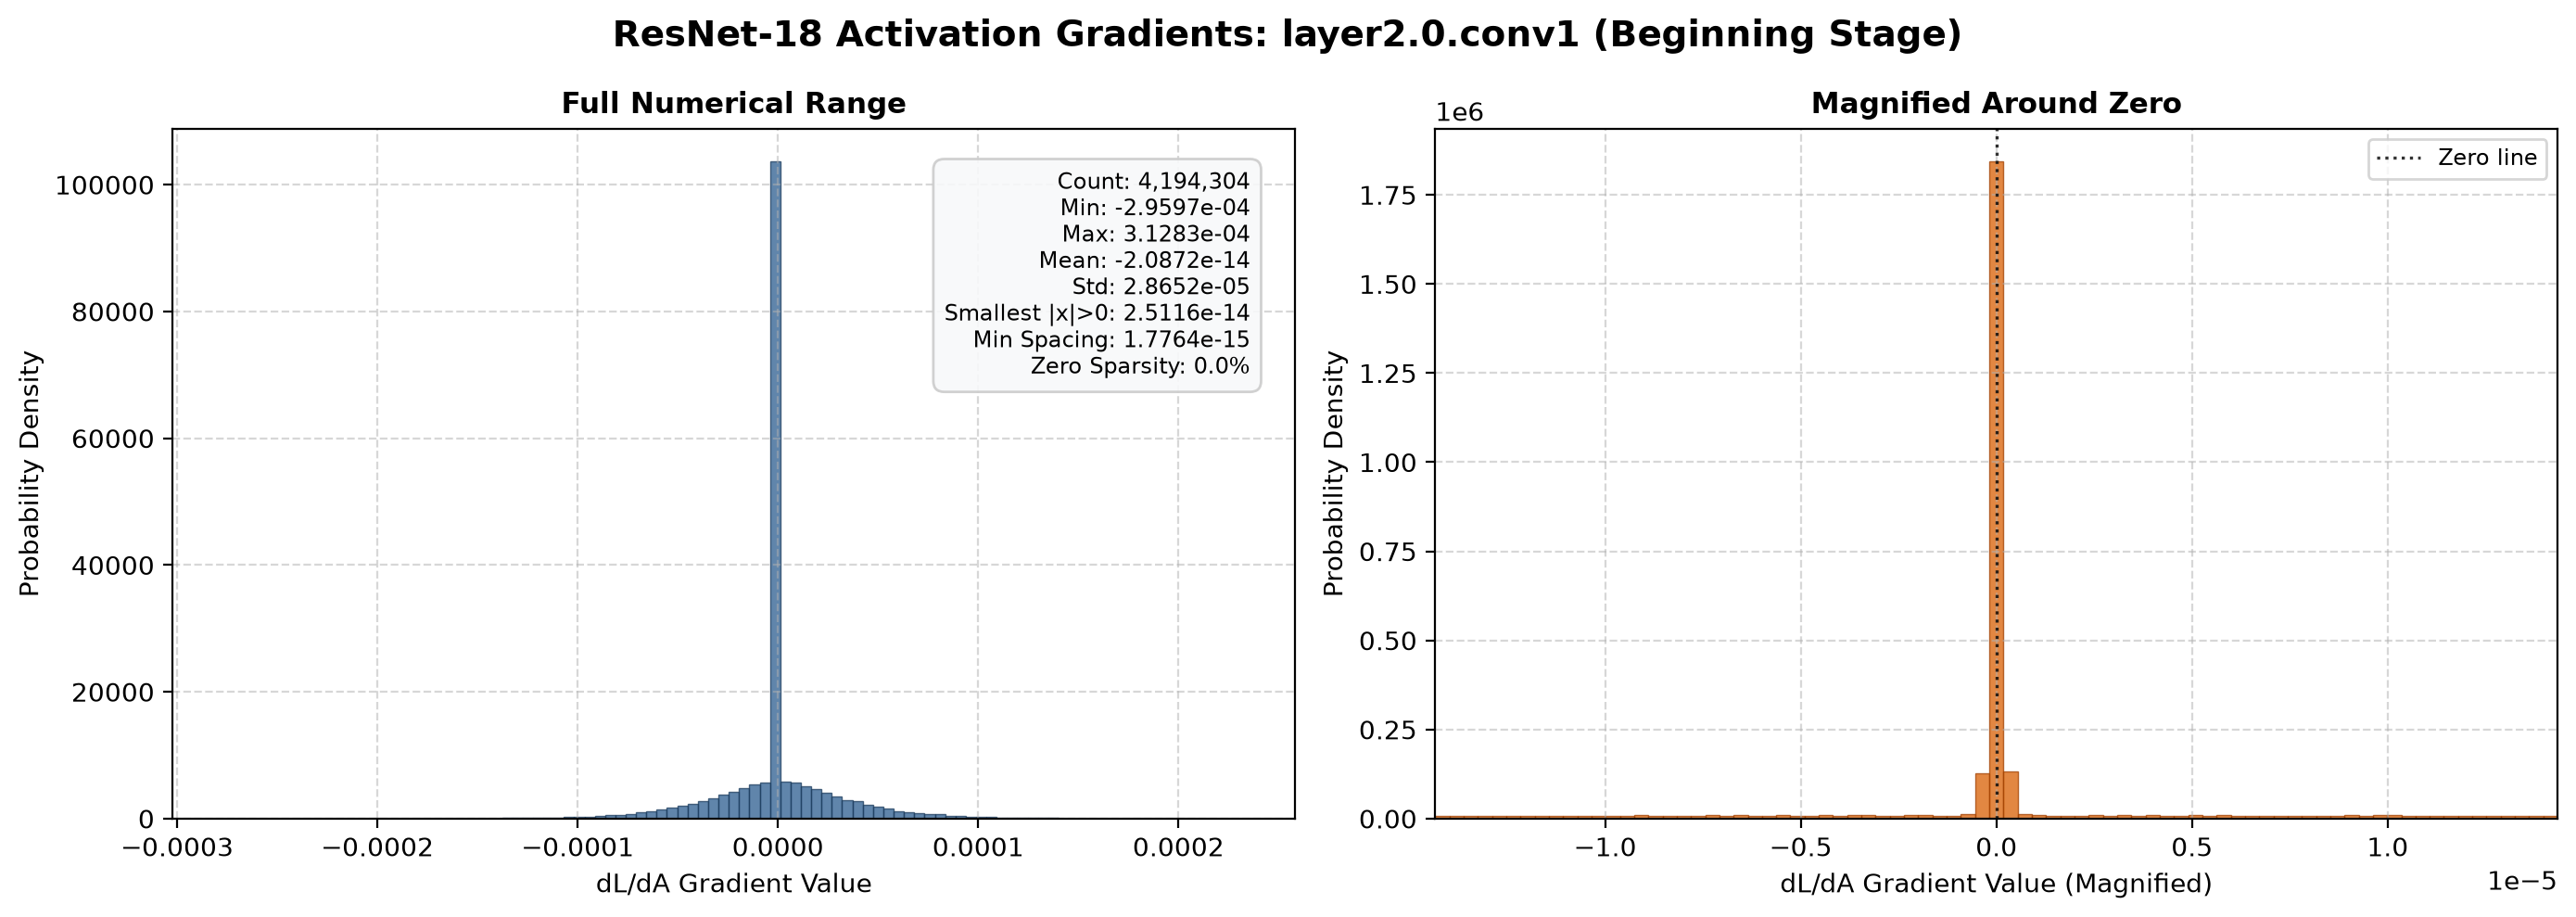 ResNet-18 Activation Gradients: layer2.0.conv1 (Beginning Stage)
Full Numerical Range
Probability Density
100000
80000
60000
40000
20000
0
Count: 4,194,304
Min: -2.9597e-04
Max: 3.1283e-04
Mean: -2.0872e-14
Std: 2.8652e-05
Smallest |x|>0: 2.5116e-14
Min Spacing: 1.7764e-15
Zero Sparsity: 0.0%
−0.0003 −0.0002 −0.0001 0.0000 0.0001 0.0002
dL/dA Gradient Value
Magnified Around Zero
1e6
Probability Density
1.75
1.50
1.25
1.00
0.75
0.50
0.25
0.00
Zero line
−1.0 −0.5 0.0 0.5 1.0
1e−5
dL/dA Gradient Value (Magnified)